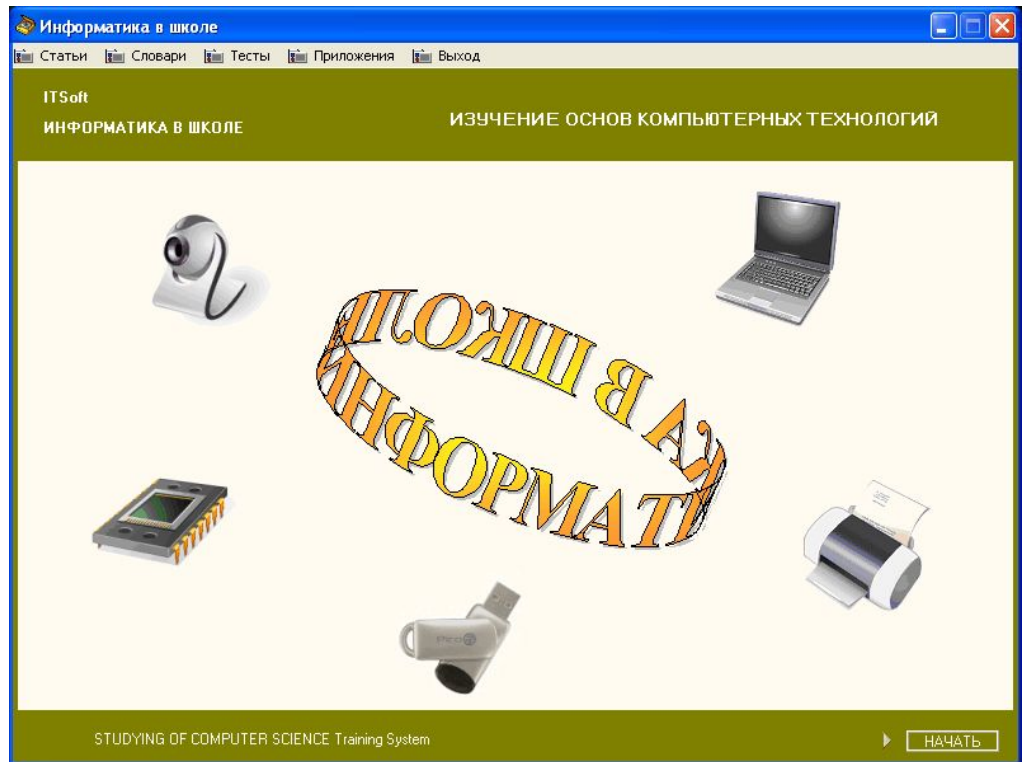 Информатика в школе
Статьи Словари Тесты Приложения Выход
ITSoft
ИНФОРМАТИКА В ШКОЛЕ
ИЗУЧЕНИЕ ОСНОВ КОМПЬЮТЕРНЫХ ТЕХНОЛОГИЙ
ИНФОРМАТИКА В ШКОЛЕ
STUDYING OF COMPUTER SCIENCE Training System
НАЧАТЬ